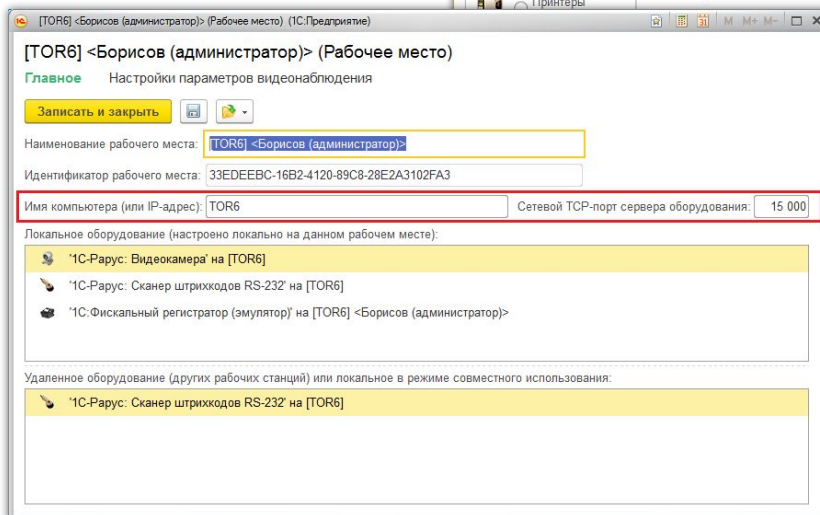 Принтеры
[TOR6] <Борисов (администратор)> (Рабочее место) (1С:Предприятие)
M M+ M-
[TOR6] <Борисов (администратор)> (Рабочее место)
Главное Настройки параметров видеонаблюдения
Записать и закрыть
Наименование рабочего места: [TOR6] <Борисов (администратор)>
Идентификатор рабочего места: 33EDEEBC-16B2-4120-89C8-28E2A3102FA3
Имя компьютера (или IP-адрес): TOR6 Сетевой TCP-порт сервера оборудования: 15 000
Локальное оборудование (настроено локально на данном рабочем месте):
'1С-Рарус: Видеокамера' на [TOR6]
'1С-Рарус: Сканер штрихкодов RS-232' на [TOR6]
'1С:Фискальный регистратор (эмулятор)' на [TOR6] <Борисов (администратор)>
Удаленное оборудование (других рабочих станций) или локальное в режиме совместного использования:
'1С-Рарус: Сканер штрихкодов RS-232' на [TOR6]